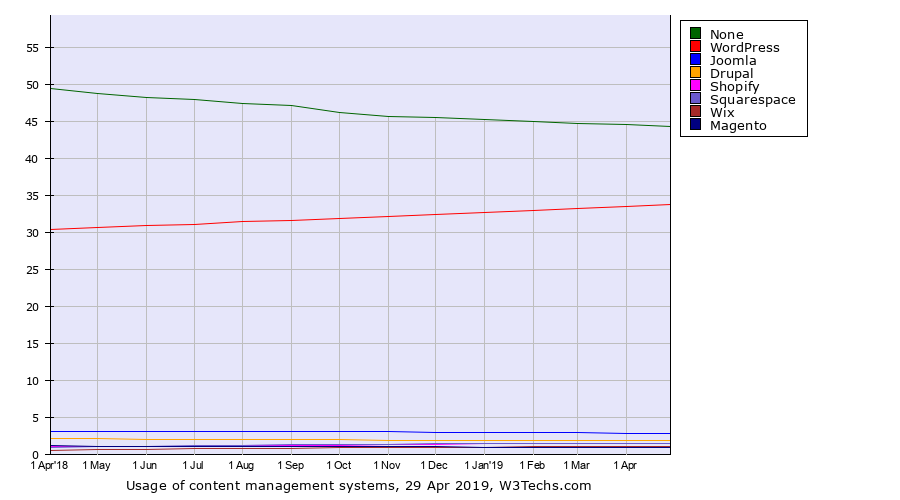 55
50
45
40
35
30
25
20
15
10
5
0
1 Apr'18 1 May 1 Jun 1 Jul 1 Aug 1 Sep 1 Oct 1 Nov 1 Dec 1 Jan'19 1 Feb 1 Mar 1 Apr
Usage of content management systems, 29 Apr 2019, W3Techs.com
None
WordPress
Joomla
Drupal
Shopify
Squarespace
Wix
Magento